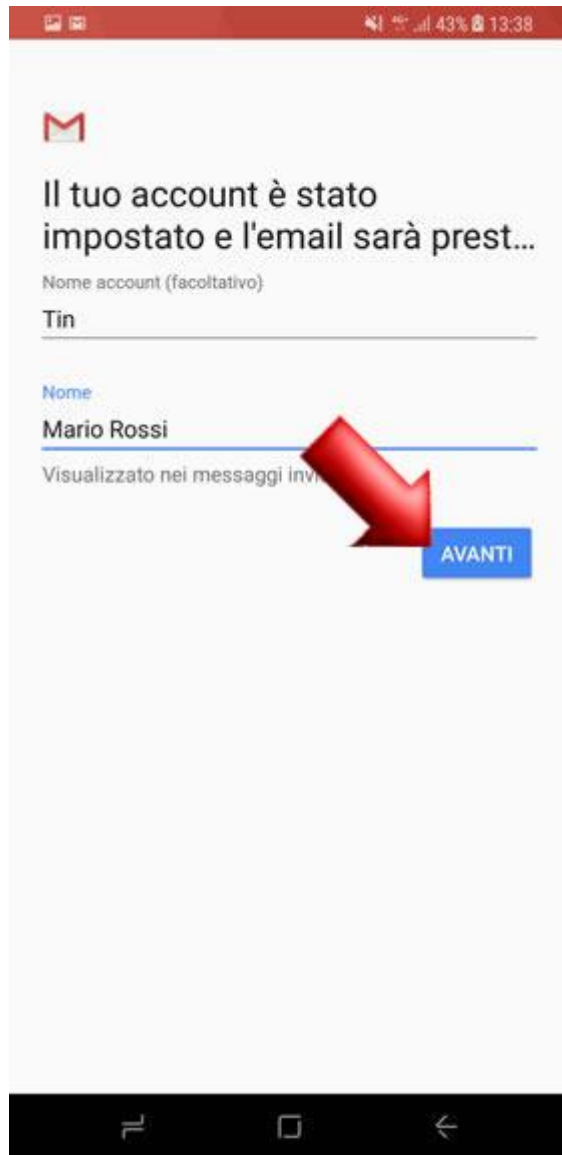 43% 13:38
Il tuo account è stato
impostato e l'email sarà prest...
Nome account (facoltativo)
Tin
Nome
Mario Rossi
Visualizzato nei messaggi
AVANTI